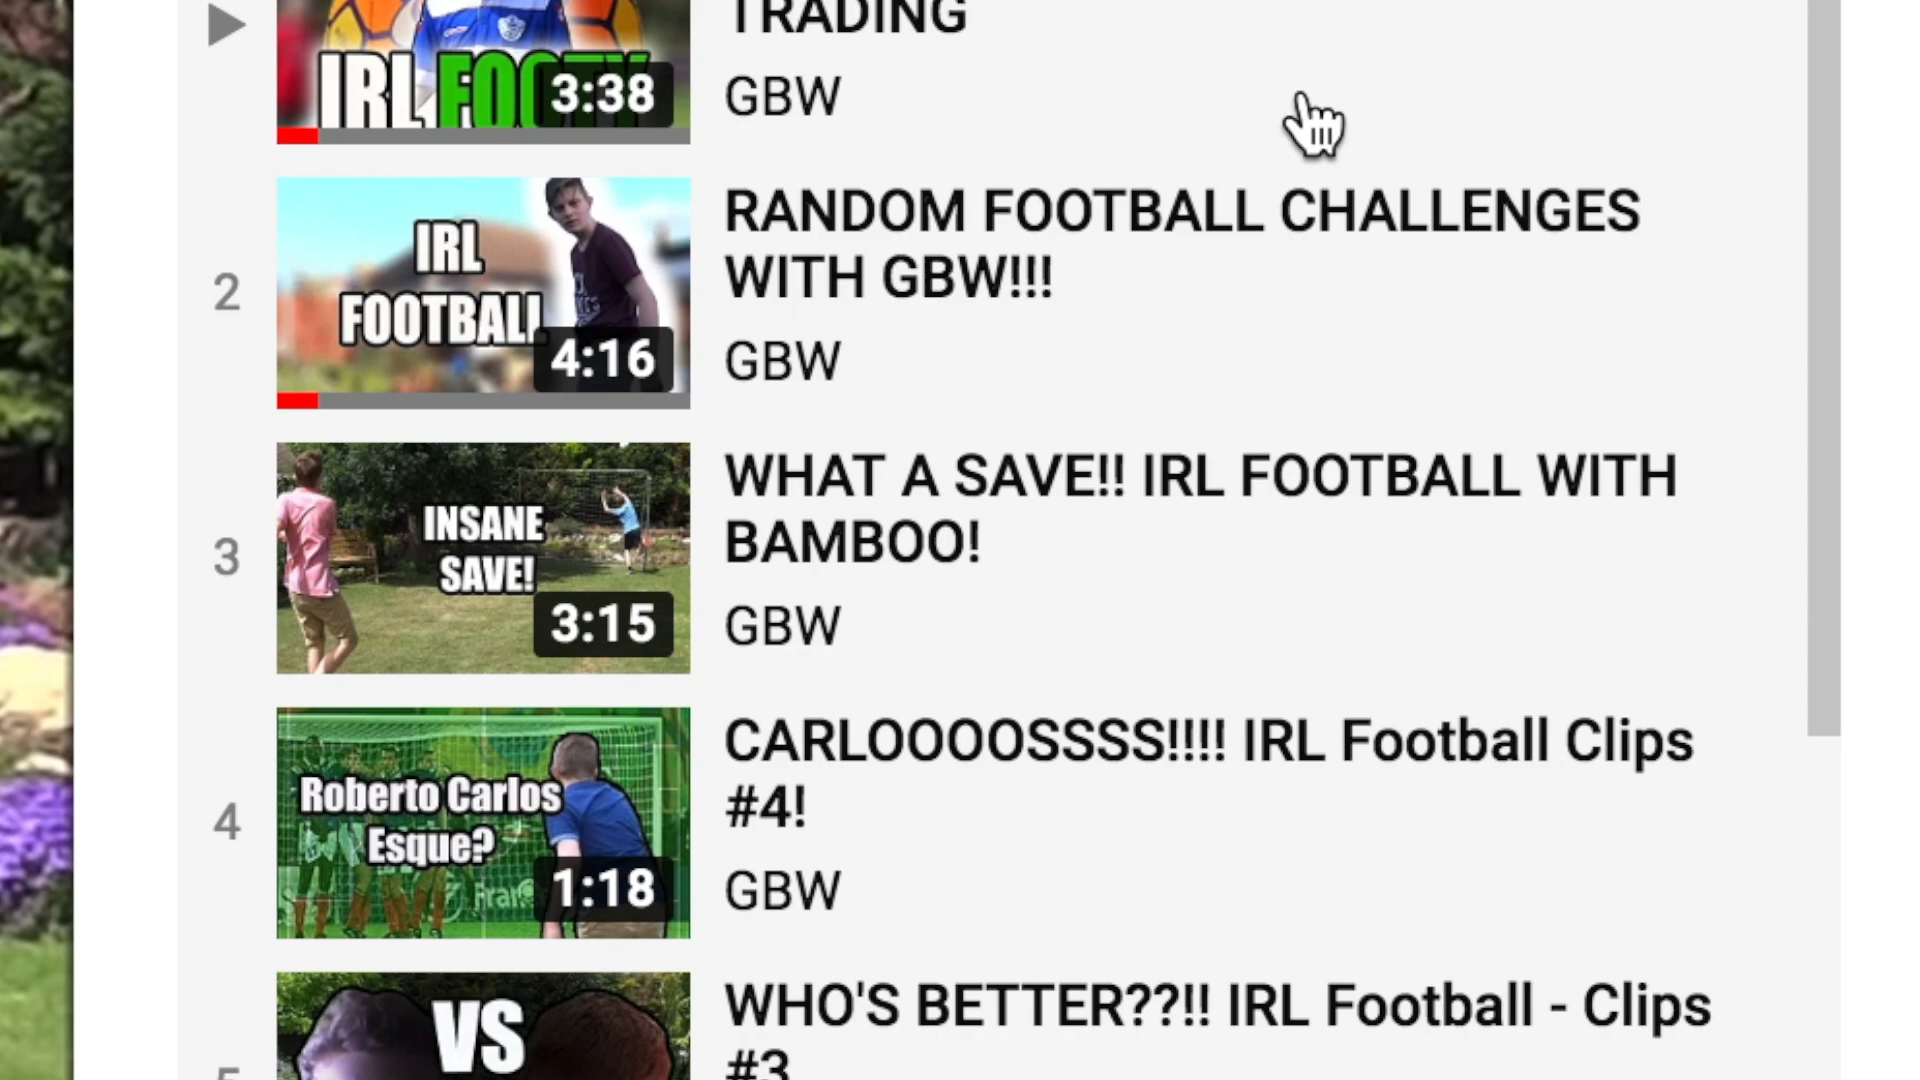 TRADING
IRL FOOTY
3:38
GBW
2
IRL
FOOTBALL
4:16
RANDOM FOOTBALL CHALLENGES
WITH GBW!!!
GBW
3
INSANE
SAVE!
3:15
WHAT A SAVE!! IRL FOOTBALL WITH
BAMBOO!
GBW
4
Roberto Carlos
Esque?
1:18
CARLOOOOSSSS!!!! IRL Football Clips
#4!
GBW
5
VS
WHO'S BETTER??!! IRL Football - Clips
#3